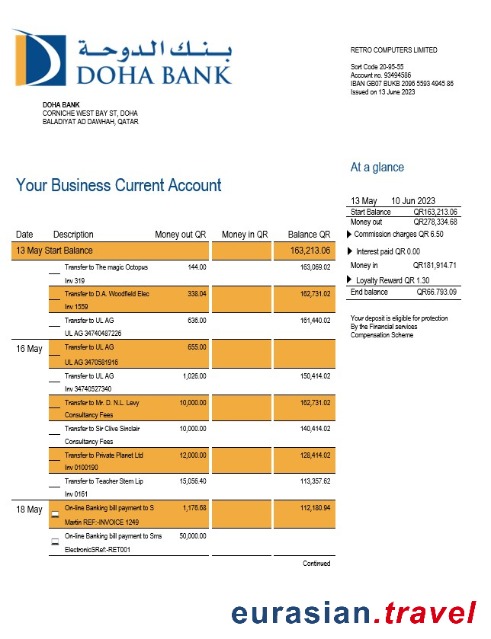 بنك الدوحة
DOHA BANK
RETRO COMPUTERS LIMITED
Sort Code 20-95-55
Account no. 93494586
IBAN GB07 BUKB 2095 5593 4945 86
Issued on 13 June 2023
DOHA BANK
CORNICHE WEST BAY ST, DOHA
BALADIYAT AD DAWHAH, QATAR
Your Business Current Account
At a glance
13 May 10 Jun 2023
Start Balance QR163,213.06
Money out QR278,334.68
Commission charges QR 6.50
Interest paid QR 0.00
Money in QR181,914.71
Loyalty Reward QR 1.30
End balance QR66.793.09
Your deposit is eligible for protection
By the Financial services
Compensation Scheme
Date Description Money out QR Money in QR Balance QR
13 May Start Balance 163,213.06
Transfer to The magic Octopus 144.00 163,069.02
Inv 319
Transfer to D.A. Woodfield Elec 338.04 162,731.02
Inv 1559
Transfer to UL AG 636.00 161,440.02
UL AG 34740487226
16 May Transfer to UL AG 655.00
UL AG 3470581916
Transfer to UL AG 1,026.00 150,414.02
Inv 34740527340
Transfer to Mr. D. N.L. Levy 10,000.00 162,731.02
Consultancy Fees
Transfer to Sir Clive Sinclair 10,000.00 140,414.02
Consultancy Fees
Transfer to Private Planet Ltd 12,000.00 128,414.02
Inv 0100190
Transfer to Teacher Stern Lip 15,056.40 113,357.62
Inv 0161
18 May On-line Banking bill payment to S 1,176.68 112,180.94
Martin REF:-INVOICE 1249
On-line Banking bill payment to Sms 50,000.00
ElectronicSRef:-RET001
Continued
eurasian.travel